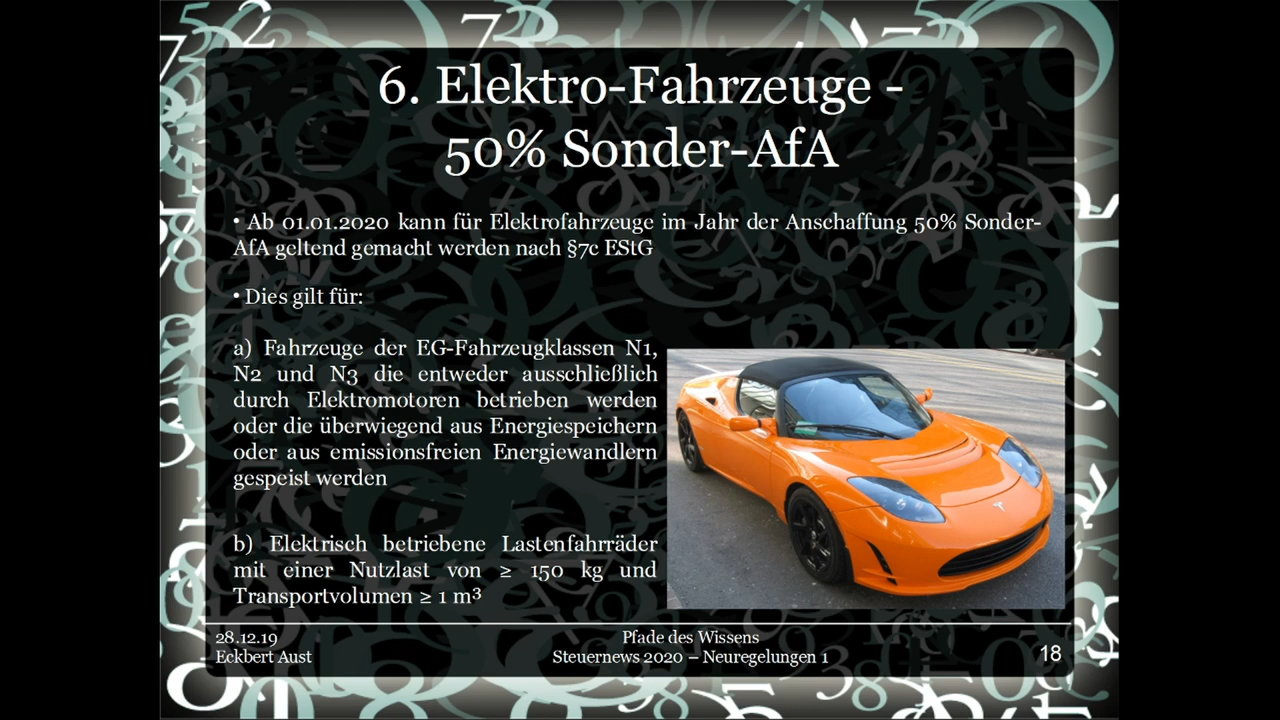 6. Elektro-Fahrzeuge -
50% Sonder-AfA
• Ab 01.01.2020 kann für Elektrofahrzeuge im Jahr der Anschaffung 50% Sonder-
AfA geltend gemacht werden nach §7c EStG
• Dies gilt für:
a) Fahrzeuge der EG-Fahrzeugklassen N1,
N2 und N3 die entweder ausschließlich
durch Elektromotoren betrieben werden
oder die überwiegend aus Energiespeichern
oder aus emissionsfreien Energiewandlern
gespeist werden
b) Elektrisch betriebene Lastenfahrräder
mit einer Nutzlast von ≥ 150 kg und
Transportvolumen ≥ 1 m³
28.12.19
Eckbert Aust
Pfade des Wissens
Steuernews 2020 – Neuregelungen 1
18